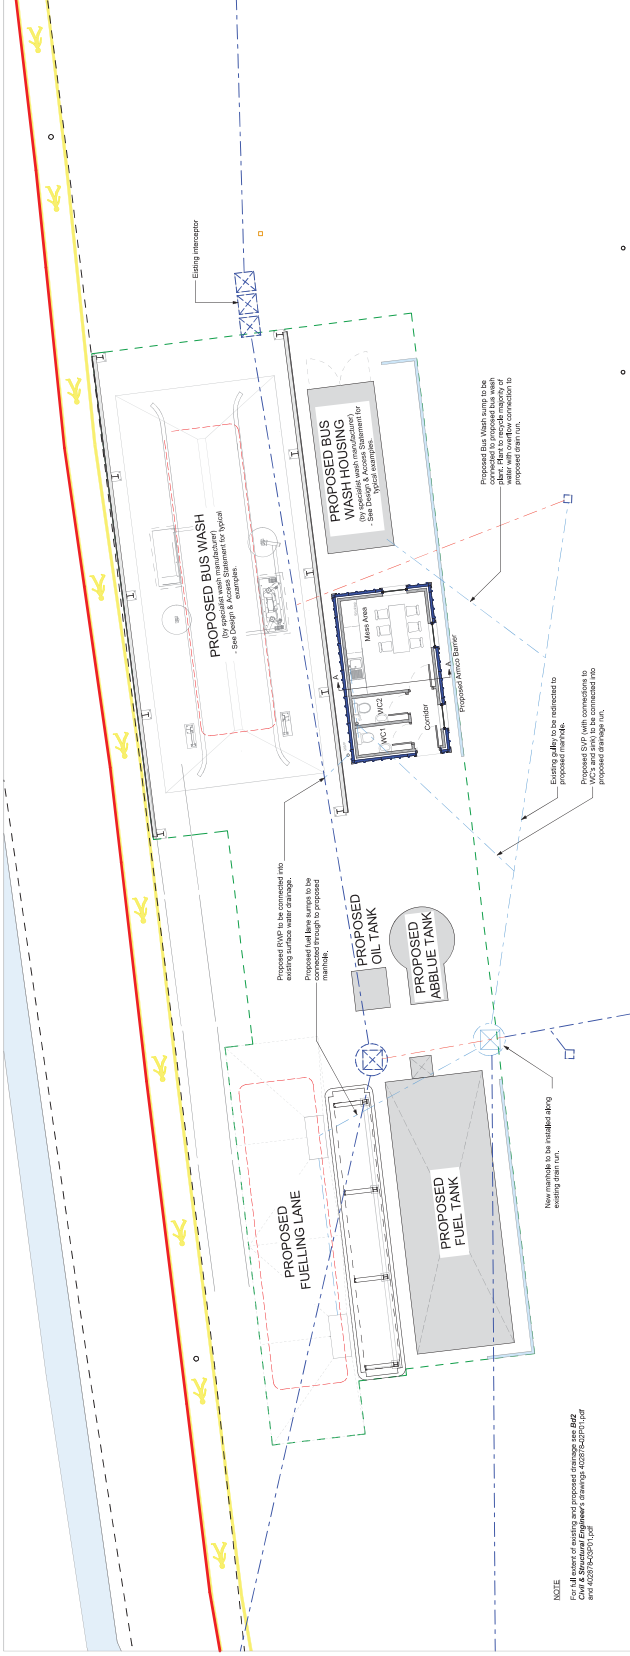 Existing interceptor
PROPOSED BUS WASH
(by specialist wash manufacturer)
- See Design & Access Statement for typical
examples.
PROPOSED BUS
WASH HOUSING
(by specialist wash manufacturer)
- See Design & Access Statement for
typical examples.
Proposed Bus Wash sump to be
connected to proposed bus wash
plant. Plant to recycle majority of
water with overflow connection to
proposed drain run.
Mess Area
WC2
WC1
Corridor
A
A
Proposed Armco Barrier
Existing gulley to be redirected to
proposed manhole.
Proposed SVP (with connections to
WC's and sink) to be connected into
proposed drainage run.
Proposed RWP to be connected into
existing surface water drainage.
Proposed fuel lane sumps to be
connected through to proposed
manhole.
PROPOSED
OIL TANK
PROPOSED
ABBLUE TANK
PROPOSED
FUELLING LANE
PROPOSED
FUEL TANK
New manhole to be installed along
existing drain run.
NOTE
For full extent of existing and proposed drainage see Bd2
Civil & Structural Engineer's drawings 402878-02P01.pdf
and 402878-03P01.pdf